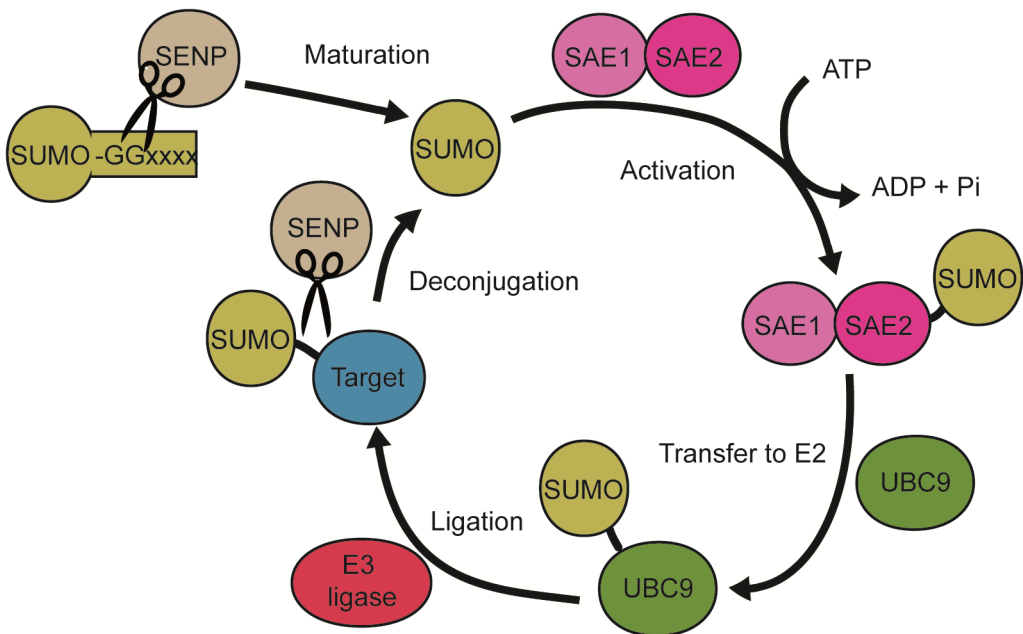 SENP
Maturation
SUMO
-GGxxxx
SUMO
SAE1
SAE2
ATP
Activation
ADP + Pi
SENP
Deconjugation
SUMO
Target
SUMO
SAE1
SAE2
Transfer to E2
UBC9
SUMO
UBC9
Ligation
E3
ligase